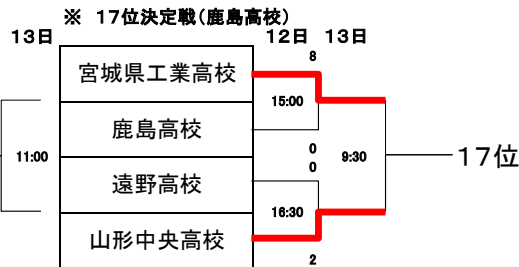 ※ 17位決定戦(鹿島高校)
13日 12日 13日
8
宮城県工業高校
15:00
鹿島高校
0
11:00 9:30 17位
0
遠野高校
16:30
山形中央高校
2